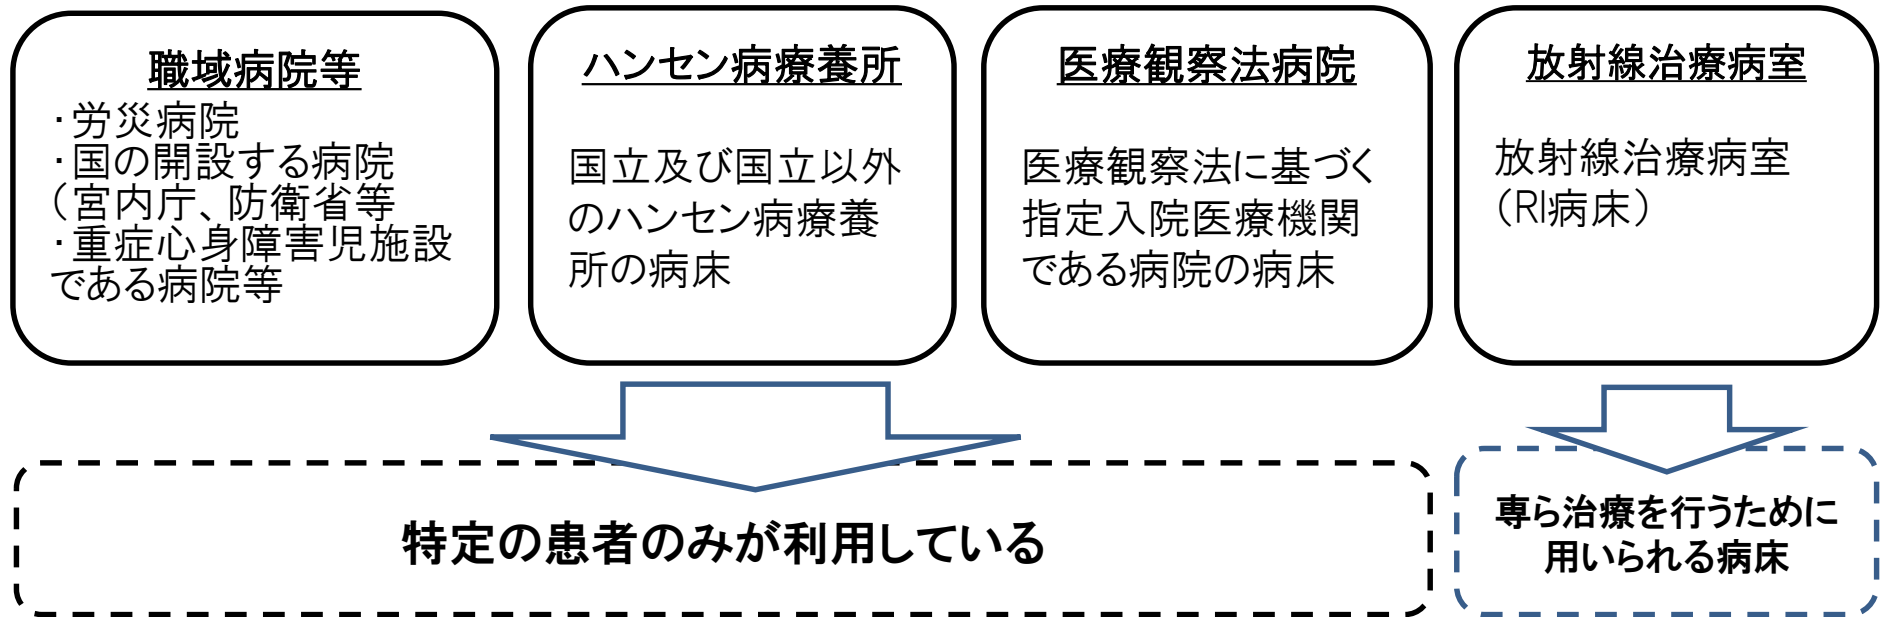 職域病院等
・労災病院
・国の開設する病院
（宮内庁、防衛省等
・重症心身障害児施設
である病院等
ハンセン病療養所
国立及び国立以外
のハンセン病療養
所の病床
医療観察法病院
医療観察法に基づく
指定入院医療機関
である病院の病床
放射線治療病室
放射線治療病室
（RI病床）
特定の患者のみが利用している
専ら治療を行うために
用いられる病床